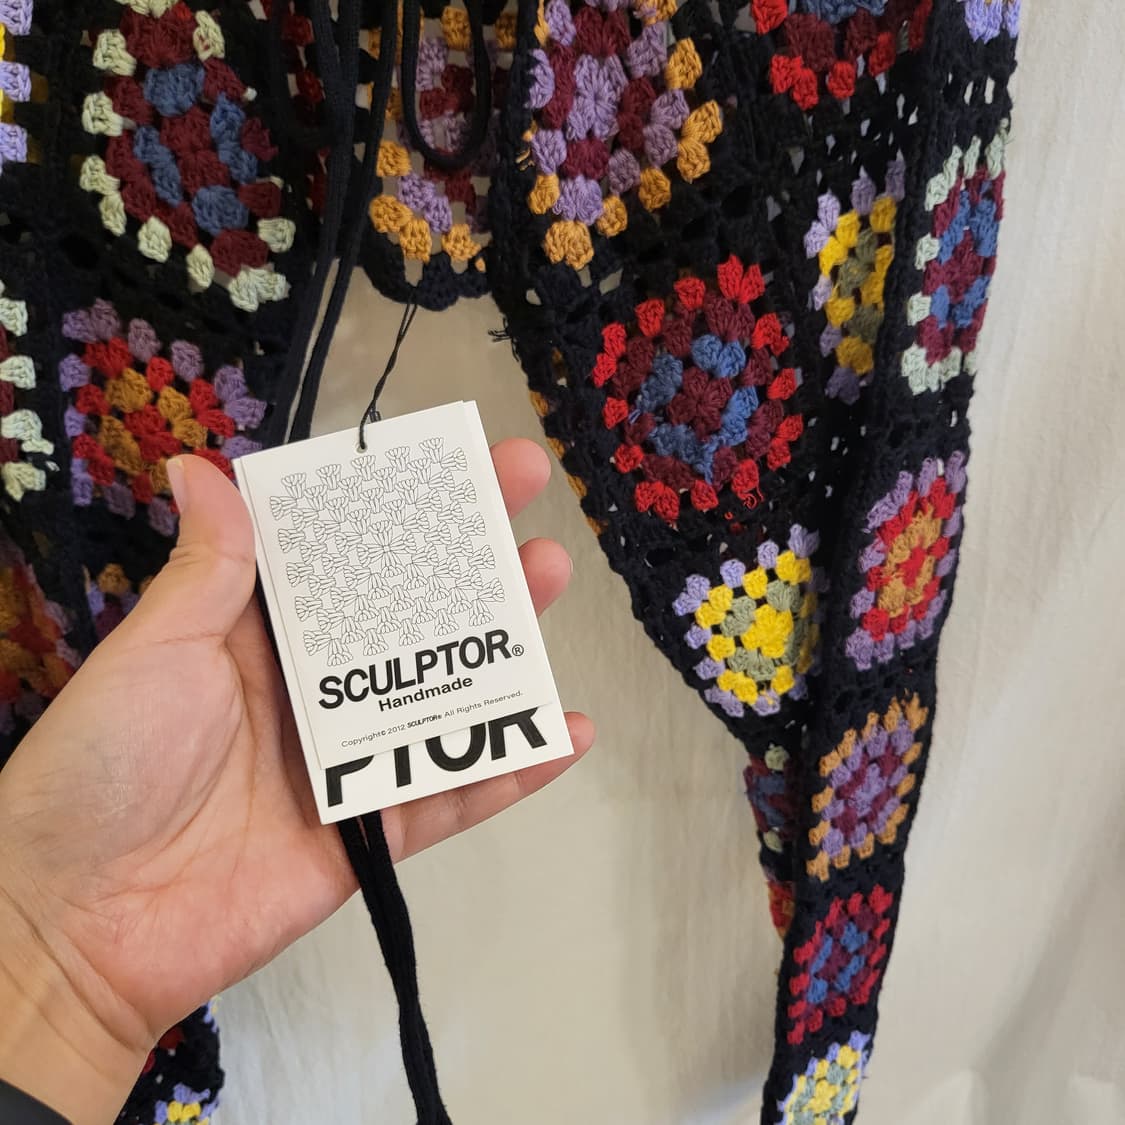 SCULPTOR®
Handmade
Copyright© 2012 SCULPTOR® All Rights Reserved.
PTOR